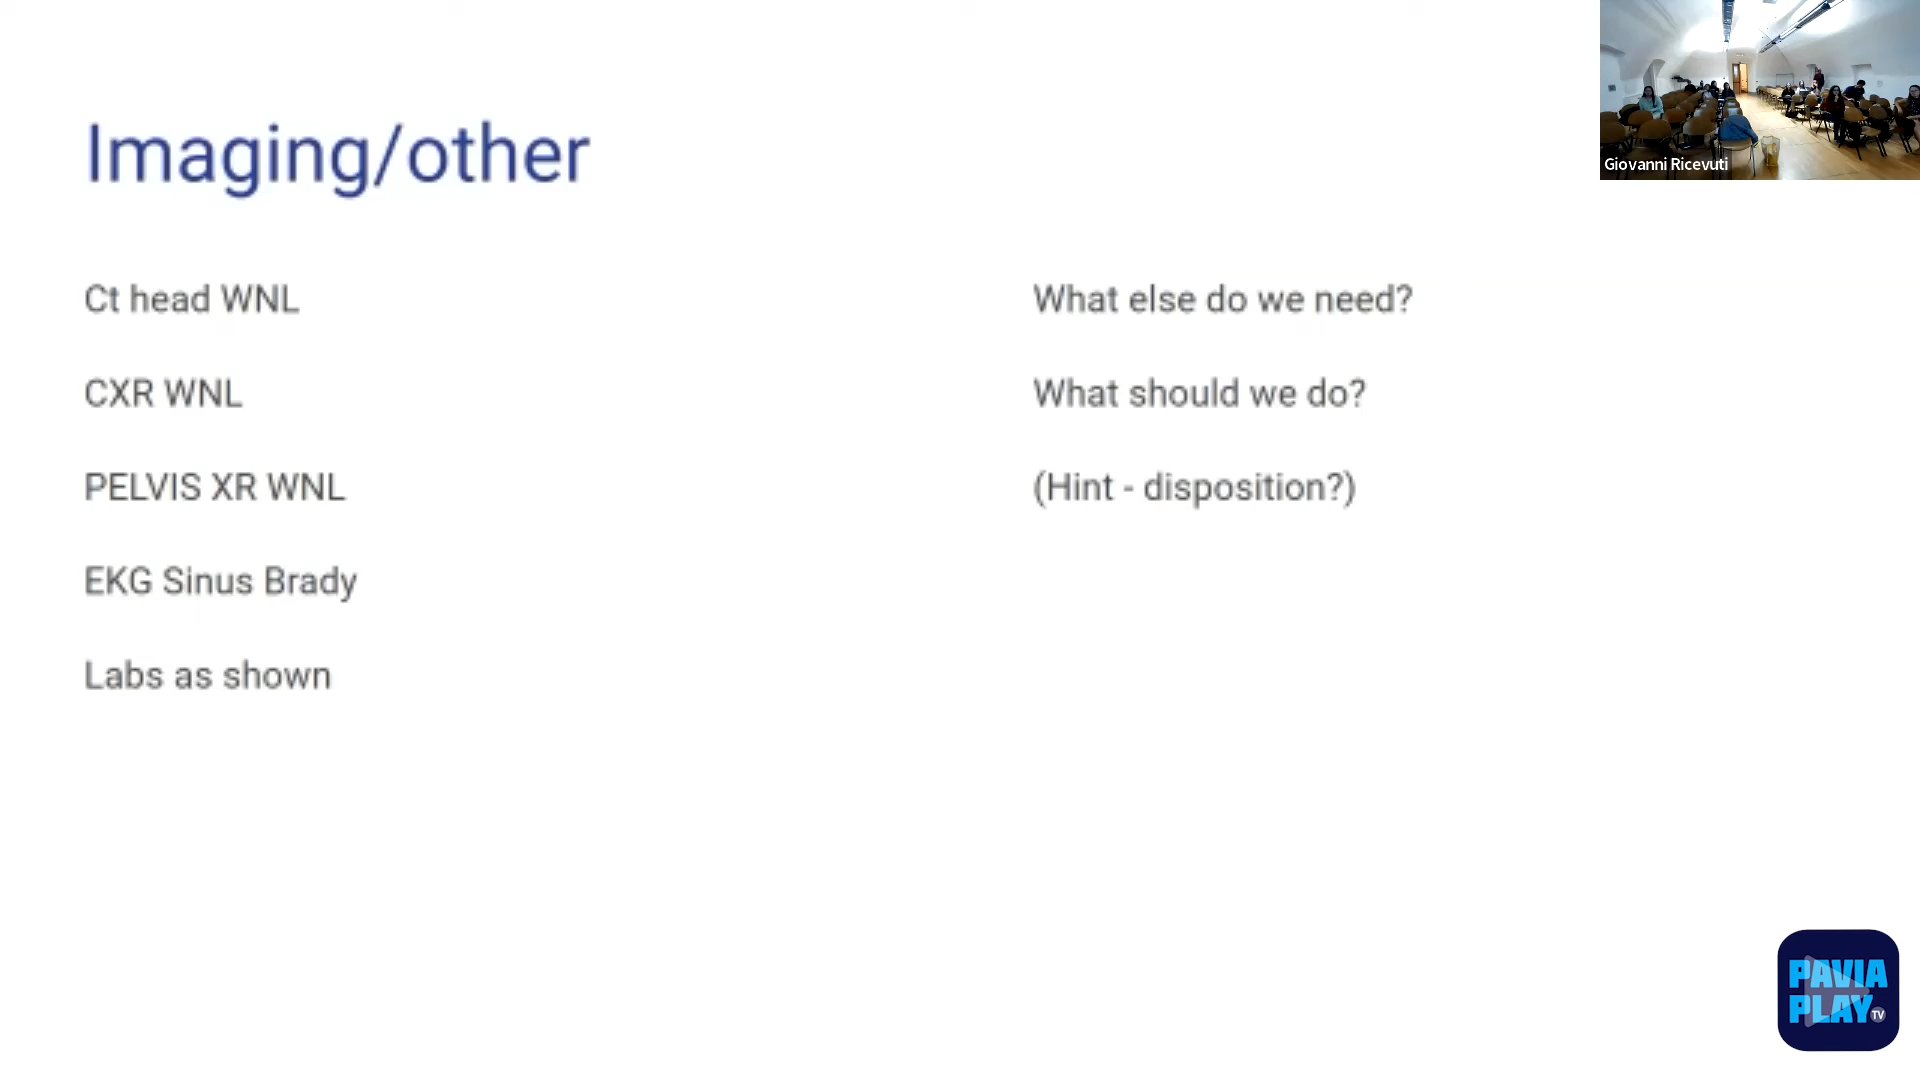 Imaging/other
Ct head WNL
CXR WNL
PELVIS XR WNL
EKG Sinus Brady
Labs as shown
What else do we need?
What should we do?
(Hint - disposition?)
Giovanni Ricevuti
PAVIA
PLAY TV